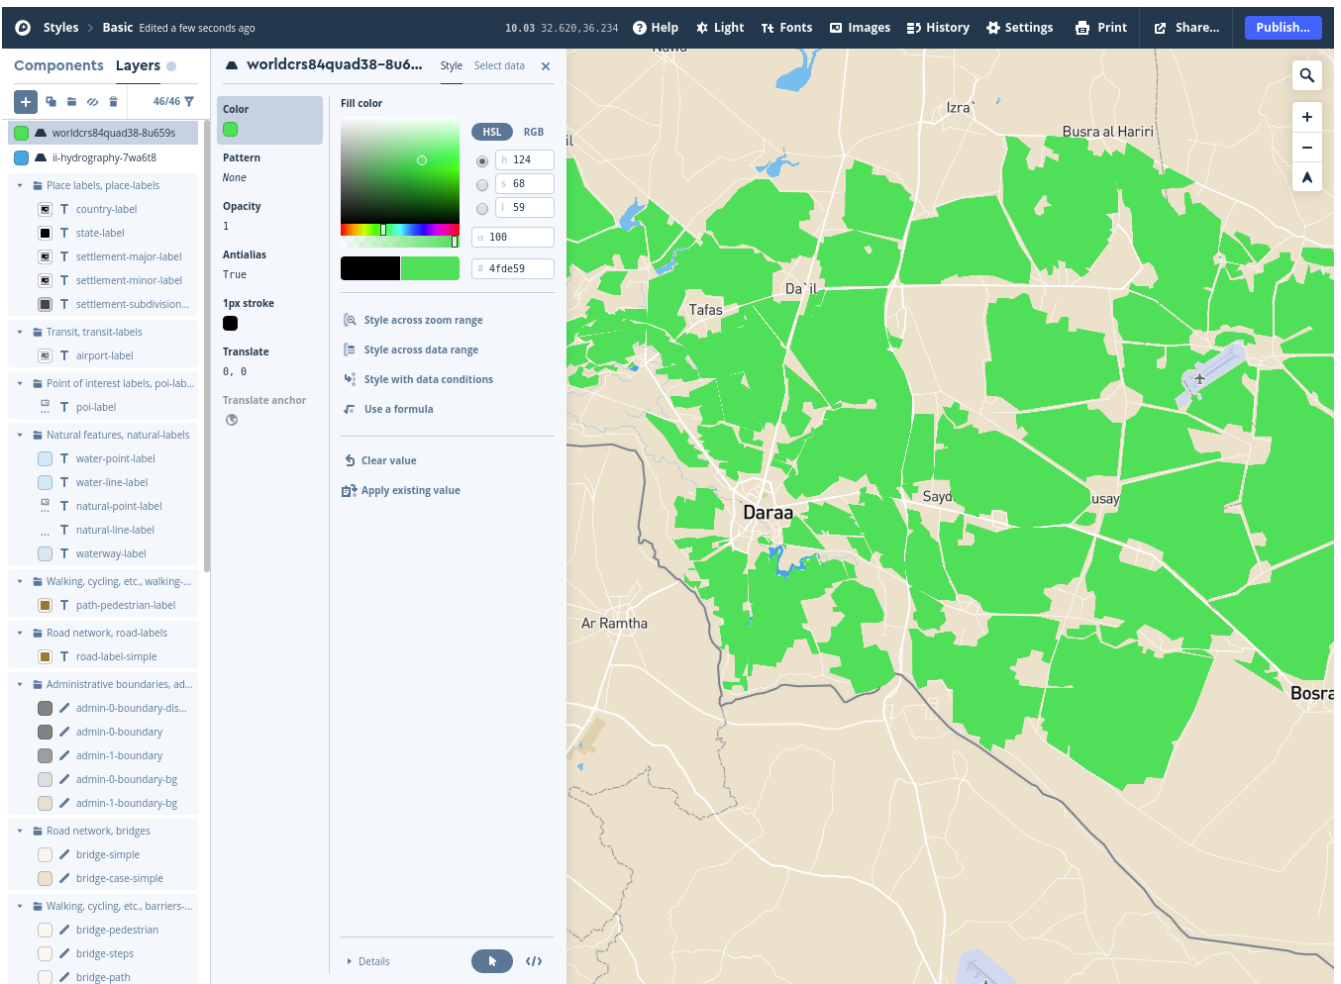 Styles > Basic Edited a few seconds ago 10.03 32.620,36.234 Help Light Tt Fonts Images History Settings Print Share... Publish...
Components Layers
46/46
worldcrs84quad38-8u659s
ii-hydrography-7wa6t8
Place labels, place-labels
T country-label
T state-label
T settlement-major-label
T settlement-minor-label
T settlement-subdivision...
Transit, transit-labels
T airport-label
Point of interest labels, poi-lab...
T poi-label
Natural features, natural-labels
T water-point-label
T water-line-label
T natural-point-label
T natural-line-label
T waterway-label
Walking, cycling, etc., walking-...
T path-pedestrian-label
Road network, road-labels
T road-label-simple
Administrative boundaries, ad...
admin-0-boundary-dis...
admin-0-boundary
admin-1-boundary
admin-0-boundary-bg
admin-1-boundary-bg
Road network, bridges
bridge-simple
bridge-case-simple
Walking, cycling, etc., barriers-...
bridge-pedestrian
bridge-steps
bridge-path
worldcrs84quad38-8u6... Style Select data
Color
Pattern
None
Opacity
1
Antialias
True
1px stroke
Translate
0, 0
Translate anchor
Fill color
HSL RGB
h 124
s 68
l 59
α 100
# 4fde59
Style across zoom range
Style across data range
Style with data conditions
Use a formula
Clear value
Apply existing value
Details </>
Nawa
Izra`
Busra al Hariri
il
Da`il
Tafas
Sayd
usay
Daraa
Ar Ramtha
Bosra